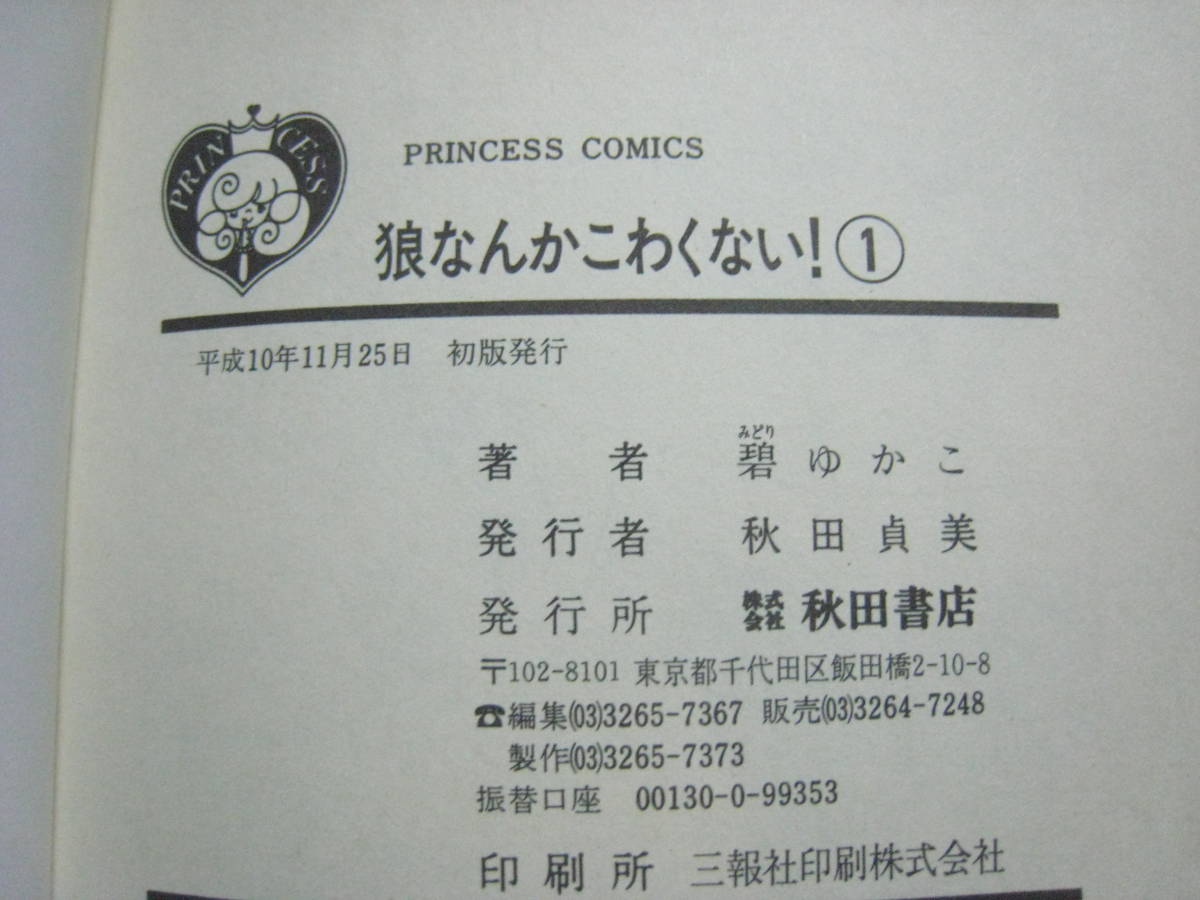 PRINCESS
PRINCESS COMICS
狼なんかこわくない!①
平成10年11月25日 初版発行
みどり
著者 碧ゆかこ
発行者 秋田貞美
発行所 株式会社 秋田書店
〒102-8101 東京都千代田区飯田橋2-10-8
☎編集(03)3265-7367 販売(03)3264-7248
製作(03)3265-7373
振替口座 00130-0-99353
印刷所 三報社印刷株式会社